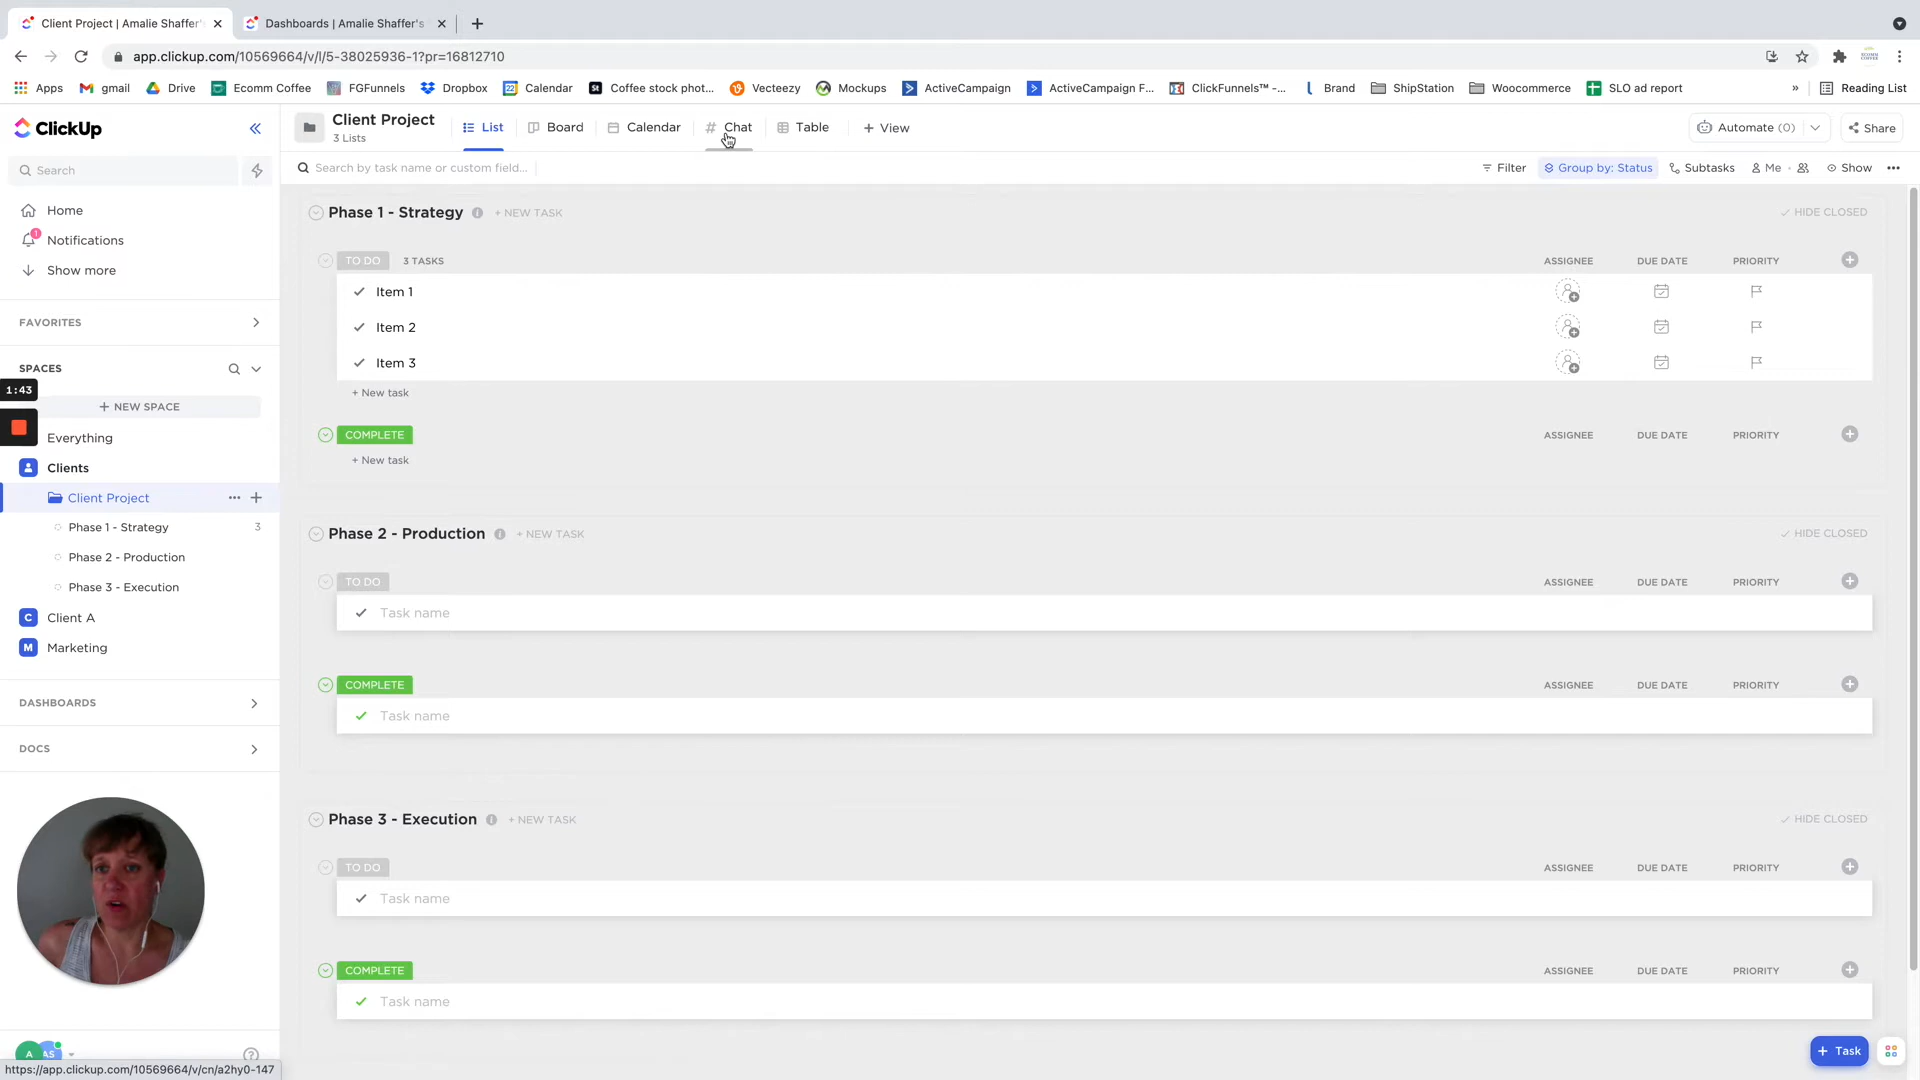 Client Project | Amalie Shaffer's
Dashboards | Amalie Shaffer's
app.clickup.com/10569664/v/l/5-38025936-1?pr=16812710
Apps gmail Drive Ecomm Coffee FGFunnels Dropbox Calendar Coffee stock phot... Vecteezy Mockups ActiveCampaign ActiveCampaign F... ClickFunnels™ -... Brand ShipStation Woocommerce SLO ad report » Reading List
ClickUp
Client Project
3 Lists
List Board Calendar # Chat Table + View
Automate (0) Share
Search
Search by task name or custom field...
Filter Group by: Status Subtasks Me Show
Home
Notifications
1
Show more
FAVORITES
SPACES
1:43
+ NEW SPACE
Everything
Clients
Client Project
Phase 1 - Strategy 3
Phase 2 - Production
Phase 3 - Execution
C Client A
M Marketing
DASHBOARDS
DOCS
A AS
https://app.clickup.com/10569664/v/cn/a2hy0-147
Phase 1 - Strategy + NEW TASK HIDE CLOSED
TO DO 3 TASKS ASSIGNEE DUE DATE PRIORITY
Item 1
Item 2
Item 3
+ New task
COMPLETE ASSIGNEE DUE DATE PRIORITY
+ New task
Phase 2 - Production + NEW TASK HIDE CLOSED
TO DO ASSIGNEE DUE DATE PRIORITY
Task name
COMPLETE ASSIGNEE DUE DATE PRIORITY
Task name
Phase 3 - Execution + NEW TASK HIDE CLOSED
TO DO ASSIGNEE DUE DATE PRIORITY
Task name
COMPLETE ASSIGNEE DUE DATE PRIORITY
Task name
+ Task